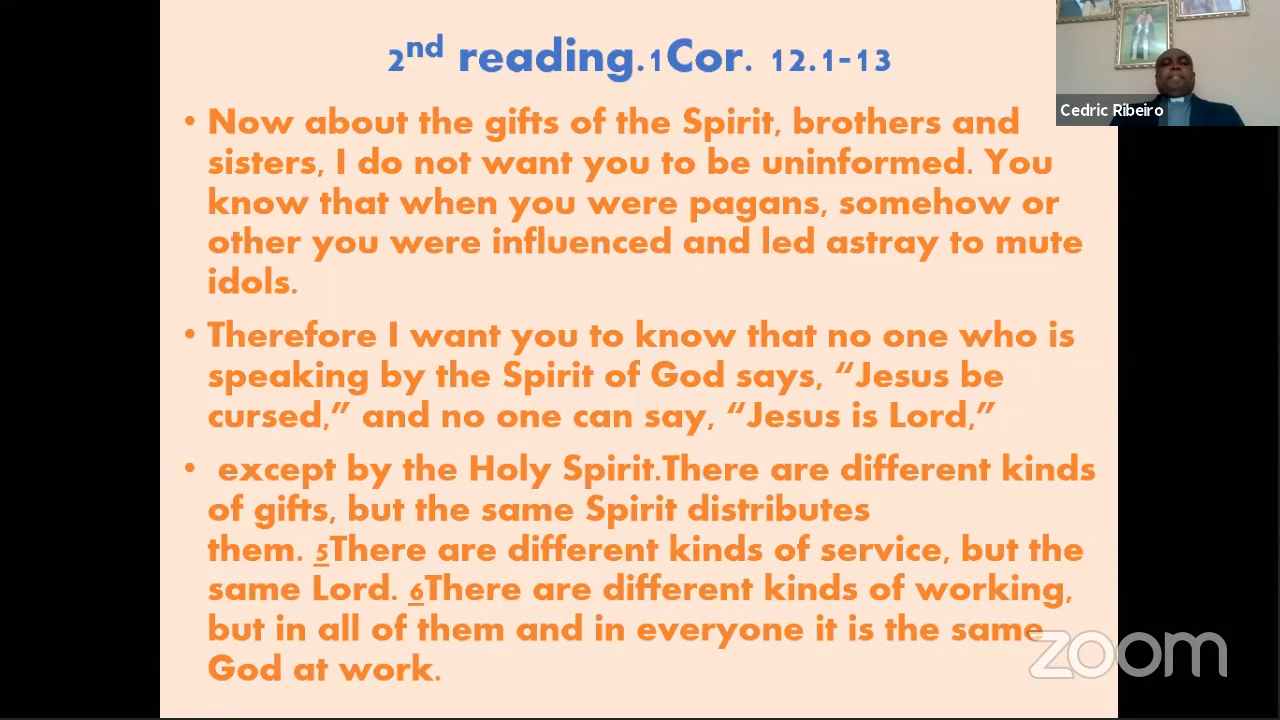 2nd reading.1Cor. 12.1-13
• Now about the gifts of the Spirit, brothers and
sisters, I do not want you to be uninformed. You
know that when you were pagans, somehow or
other you were influenced and led astray to mute
idols.
• Therefore I want you to know that no one who is
speaking by the Spirit of God says, “Jesus be
cursed,” and no one can say, “Jesus is Lord,”
• except by the Holy Spirit.There are different kinds
of gifts, but the same Spirit distributes
them. 5There are different kinds of service, but the
same Lord. 6There are different kinds of working,
but in all of them and in everyone it is the same
God at work.
Cedric Ribeiro
zoom